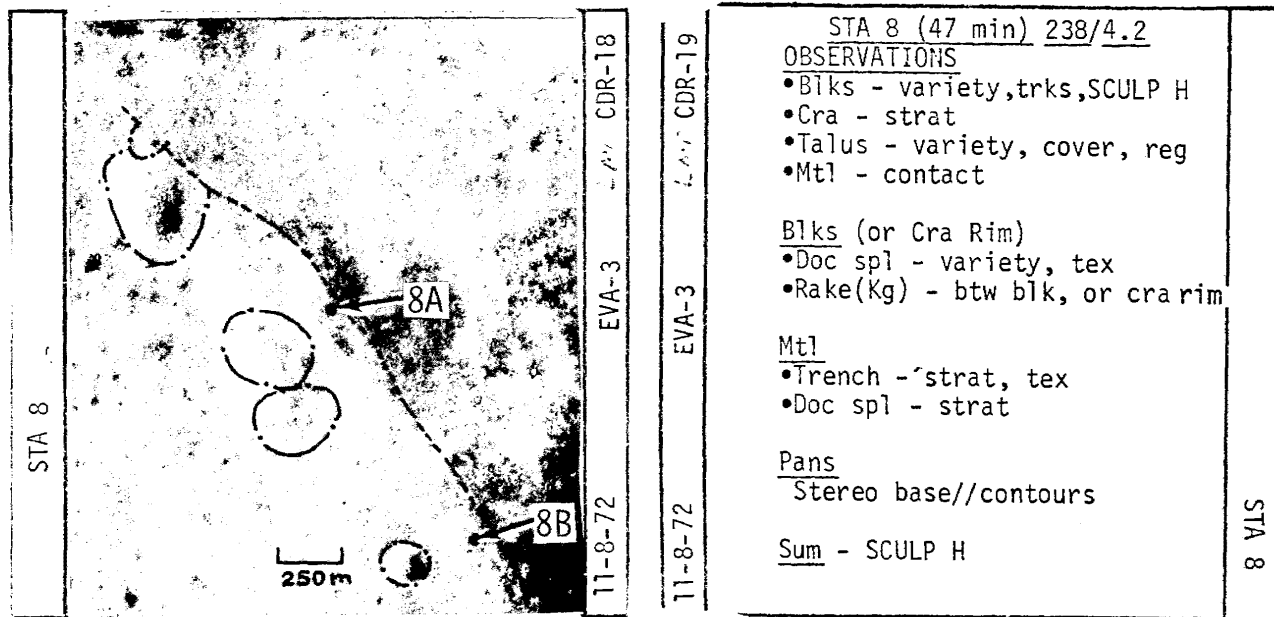 STA 8
8A
8B
250m
CDR-18
EVA-3
11-8-72
CDR-19
EVA-3
11-8-72
STA 8 (47 min) 238/4.2
OBSERVATIONS
•Blks - variety,trks,SCULP H
•Cra - strat
•Talus - variety, cover, reg
•Mtl - contact
Blks (or Cra Rim)
•Doc spl - variety, tex
•Rake(Kg) - btw blk, or cra rim
Mtl
•Trench - strat, tex
•Doc spl - strat
Pans
Stereo base//contours
Sum - SCULP H
STA 8